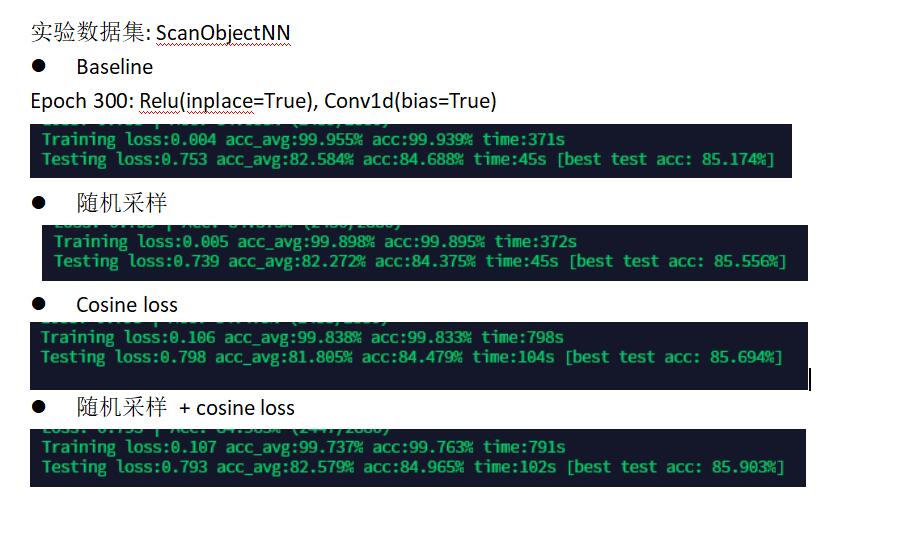 实验数据集: ScanObjectNN
● Baseline
Epoch 300: Relu(inplace=True), Conv1d(bias=True)
Training loss:0.004 acc_avg:99.955% acc:99.939% time:371s
Testing loss:0.753 acc_avg:82.584% acc:84.688% time:45s [best test acc: 85.174%]
● 随机采样
Training loss:0.005 acc_avg:99.898% acc:99.895% time:372s
Testing loss:0.739 acc_avg:82.272% acc:84.375% time:45s [best test acc: 85.556%]
● Cosine loss
Training loss:0.106 acc_avg:99.838% acc:99.833% time:798s
Testing loss:0.798 acc_avg:81.805% acc:84.479% time:104s [best test acc: 85.694%]
● 随机采样 + cosine loss
Training loss:0.107 acc_avg:99.737% acc:99.763% time:791s
Testing loss:0.793 acc_avg:82.579% acc:84.965% time:102s [best test acc: 85.903%]